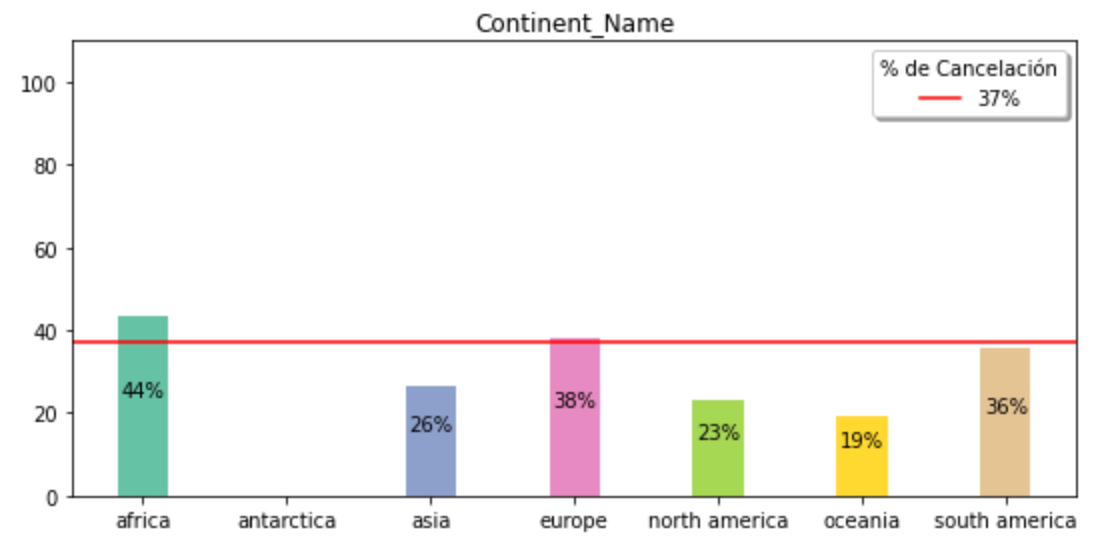 Continent_Name
% de Cancelación
37%
100
80
60
40
20
0
44%
26%
38%
23%
19%
36%
africa
antarctica
asia
europe
north america
oceania
south america